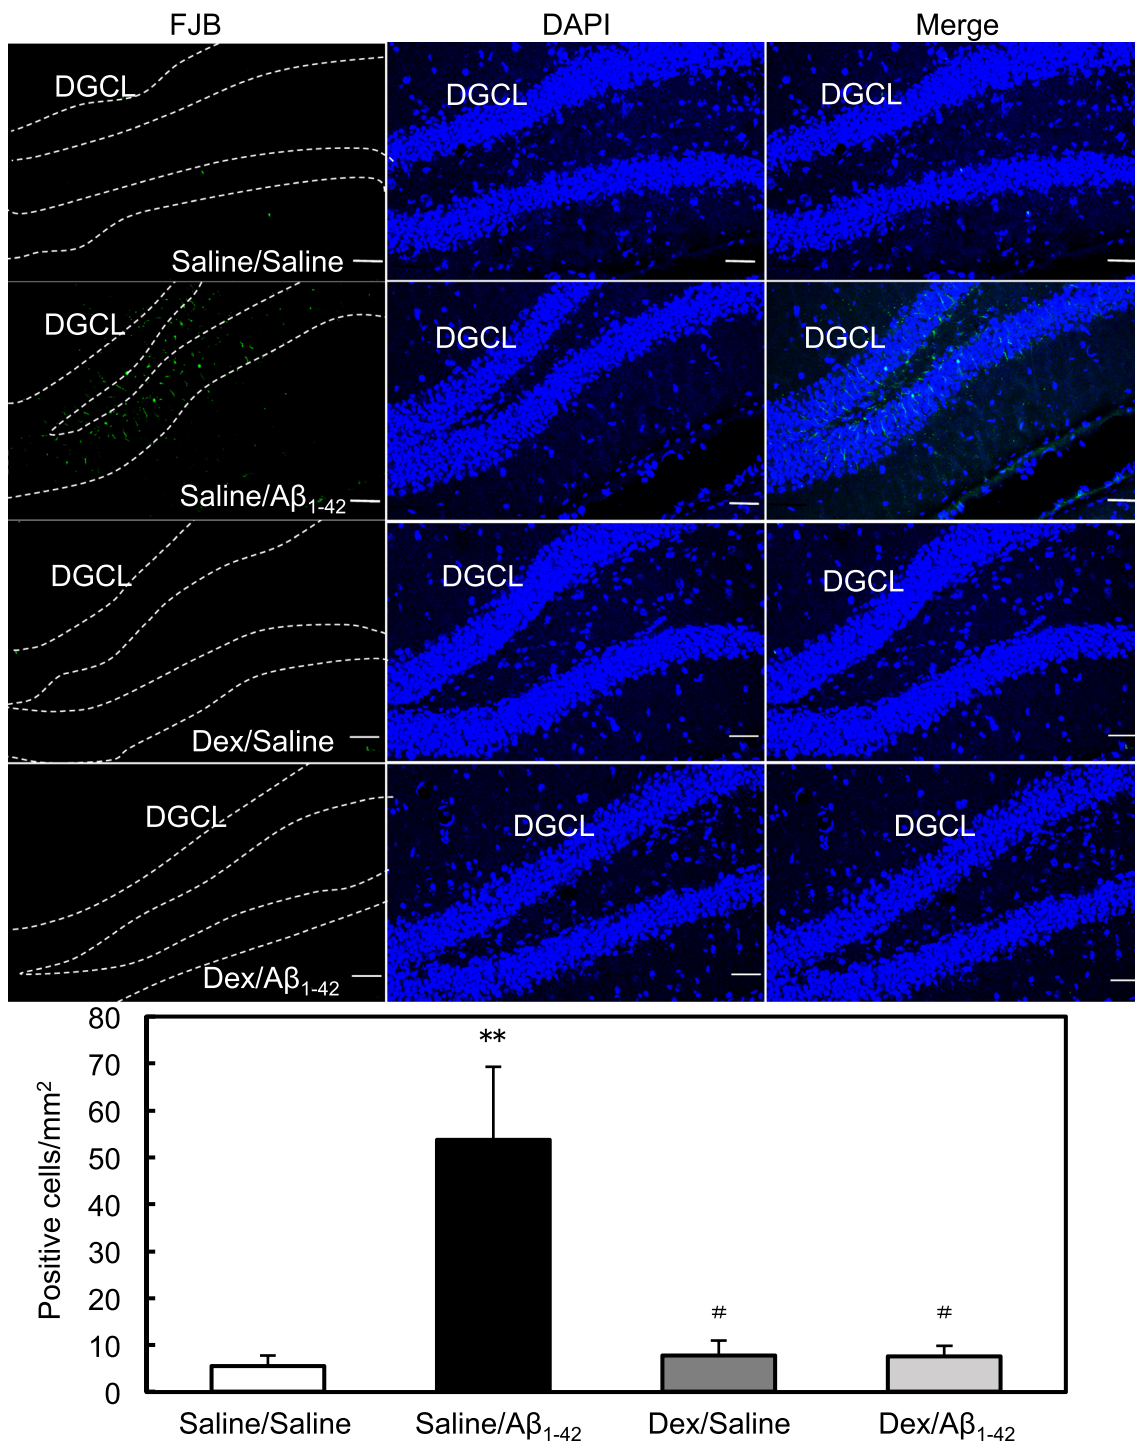 FJB DAPI Merge
DGCL DGCL DGCL
Saline/Saline
DGCL DGCL DGCL
Saline/Aβ₁₋₄₂
DGCL DGCL DGCL
Dex/Saline
DGCL DGCL DGCL
Dex/Aβ₁₋₄₂
80
**
70
60
50
40
30
20
# #
10
0
Positive cells/mm²
Saline/Saline Saline/Aβ₁₋₄₂ Dex/Saline Dex/Aβ₁₋₄₂